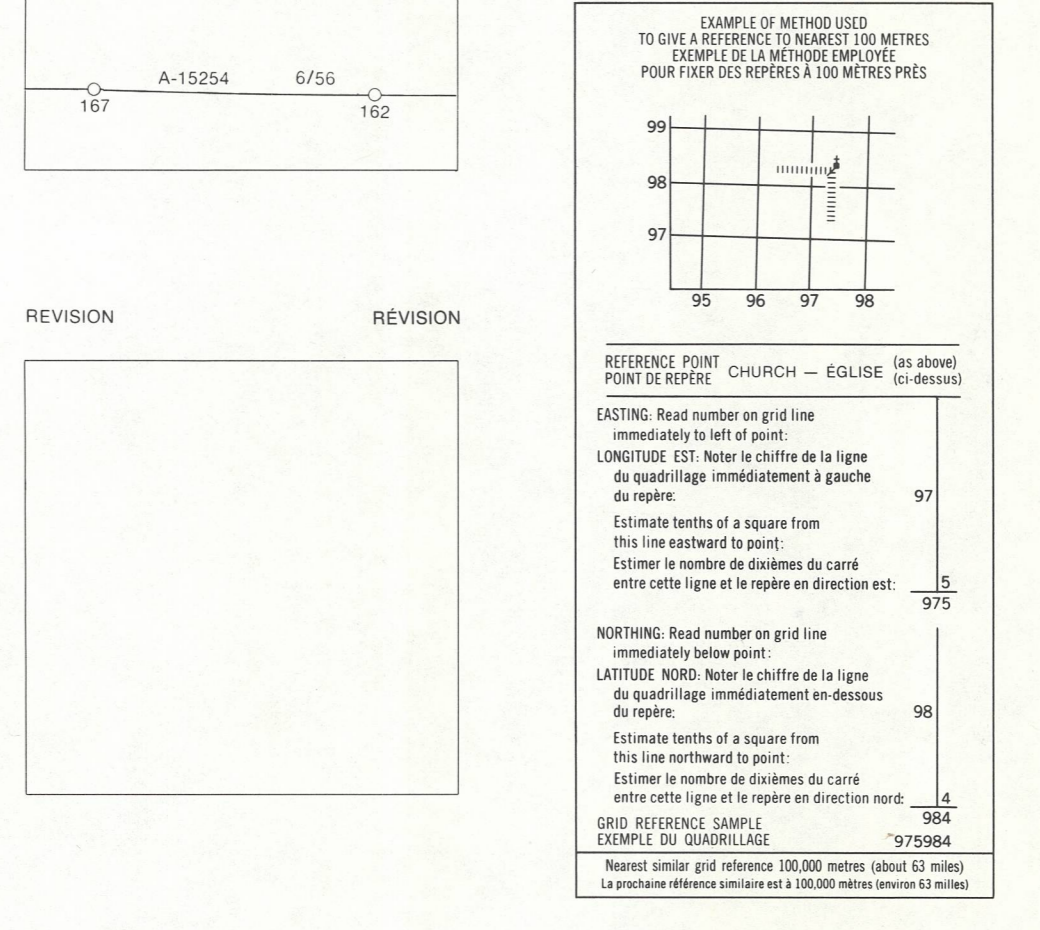 A-15254 6/56
167 162
REVISION RÉVISION
EXAMPLE OF METHOD USED
TO GIVE A REFERENCE TO NEAREST 100 METRES
EXEMPLE DE LA MÉTHODE EMPLOYÉE
POUR FIXER DES REPÈRES À 100 MÈTRES PRÈS
99
98
97
95 96 97 98
REFERENCE POINT
POINT DE REPÈRE
CHURCH — ÉGLISE
(as above)
(ci-dessus)
EASTING: Read number on grid line
immediately to left of point:
LONGITUDE EST: Noter le chiffre de la ligne
du quadrillage immédiatement à gauche
du repère: 97
Estimate tenths of a square from
this line eastward to point:
Estimer le nombre de dixièmes du carré
entre cette ligne et le repère en direction est: 5
975
NORTHING: Read number on grid line
immediately below point:
LATITUDE NORD: Noter le chiffre de la ligne
du quadrillage immédiatement en-dessous
du repère: 98
Estimate tenths of a square from
this line northward to point:
Estimer le nombre de dixièmes du carré
entre cette ligne et le repère en direction nord: 4
984
GRID REFERENCE SAMPLE
EXEMPLE DU QUADRILLAGE 975984
Nearest similar grid reference 100,000 metres (about 63 miles)
La prochaine référence similaire est à 100,000 mètres (environ 63 milles)